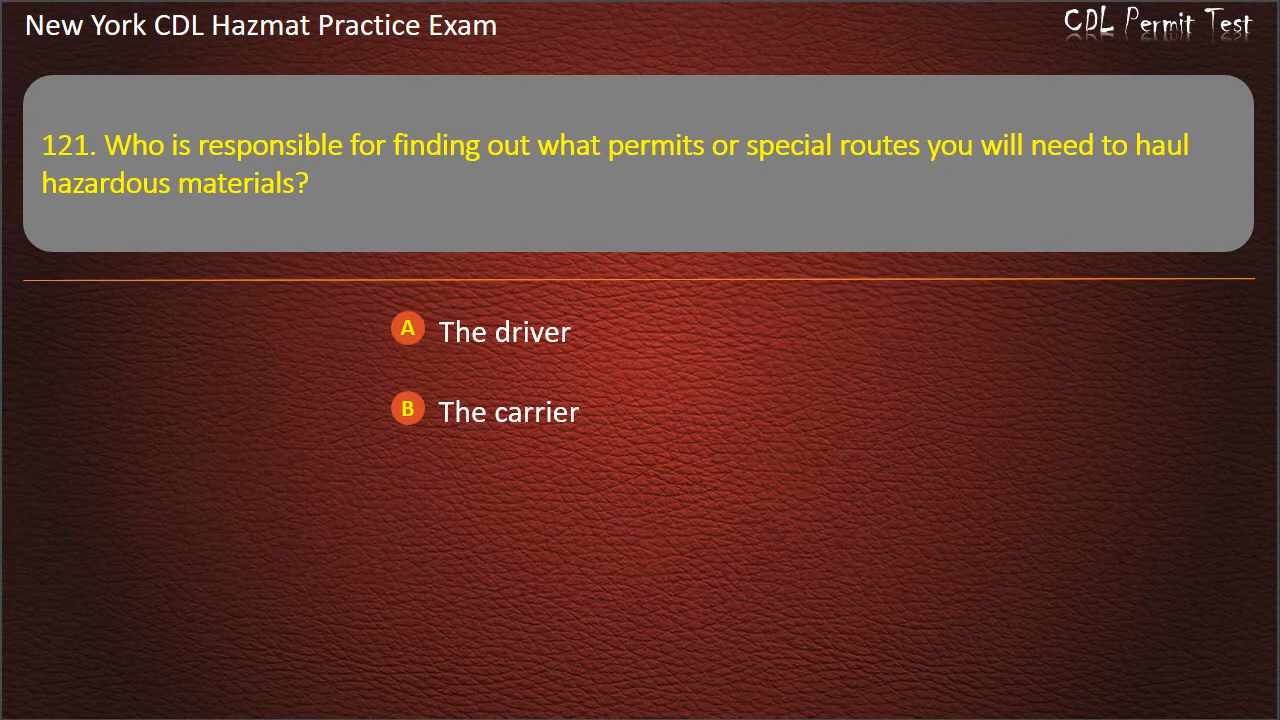 New York CDL Hazmat Practice Exam
CDL Permit Test
121. Who is responsible for finding out what permits or special routes you will need to haul
hazardous materials?
A The driver
B The carrier